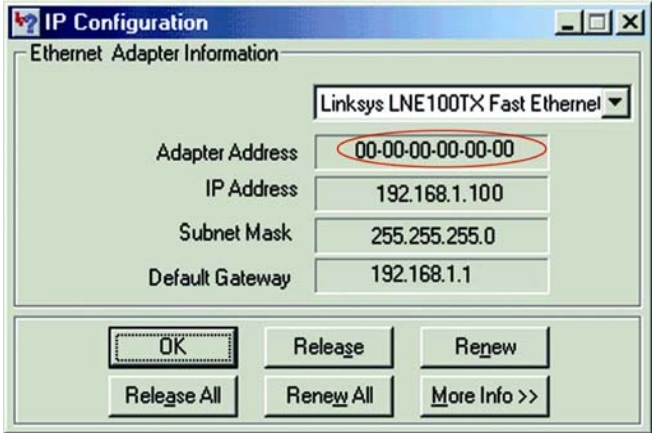 IP Configuration
Ethernet Adapter Information
Linksys LNE100TX Fast Ethernet
Adapter Address 00-00-00-00-00-00
IP Address 192.168.1.100
Subnet Mask 255.255.255.0
Default Gateway 192.168.1.1
OK Release Renew
Release All Renew All More Info >>